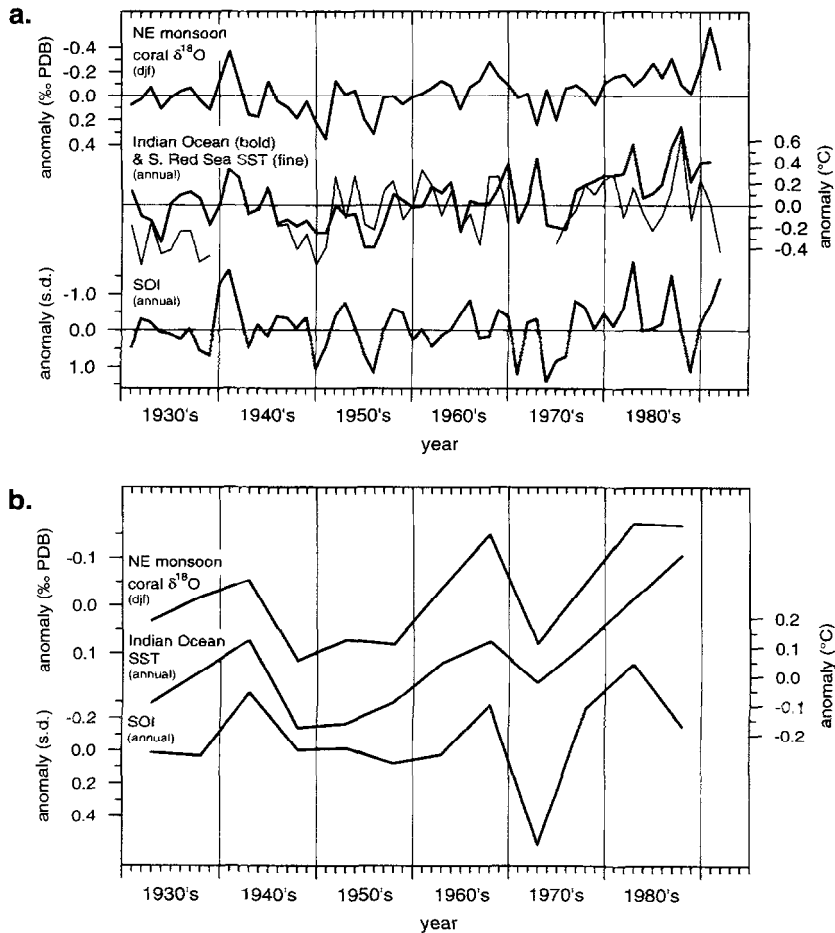 a.
NE monsoon
coral δ18O
(djf)
-0.4
-0.2
0.0
0.2
0.4
anomaly (‰ PDB)
Indian Ocean (bold)
& S. Red Sea SST (fine)
(annual)
0.6
0.4
0.2
0.0
-0.2
-0.4
anomaly (°C)
SOI
(annual)
-1.0
0.0
1.0
anomaly (s.d.)
1930's 1940's 1950's 1960's 1970's 1980's
year
b.
-0.1
0.0
0.1
anomaly (‰ PDB)
NE monsoon
coral δ18O
(djf)
Indian Ocean
SST
(annual)
0.2
0.1
0.0
-0.1
-0.2
anomaly (°C)
SOI
(annual)
-0.2
0.0
0.2
0.4
anomaly (s.d.)
1930's 1940's 1950's 1960's 1970's 1980's
year